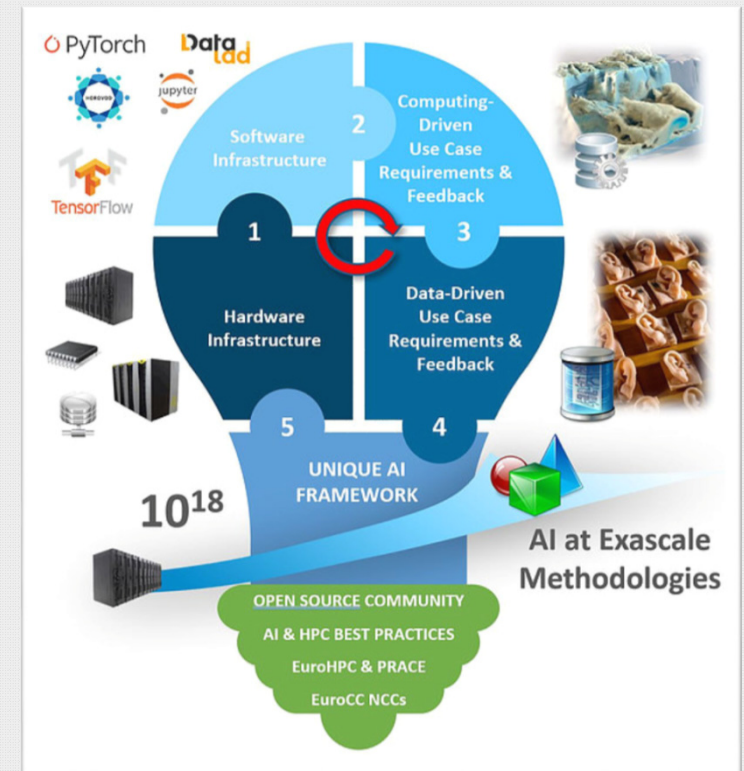 PyTorch
Data
lad
HOROVOD
jupyter
TensorFlow
Software
Infrastructure
2
Computing-
Driven
Use Case
Requirements &
Feedback
1
3
Hardware
Infrastructure
Data-Driven
Use Case
Requirements &
Feedback
5
4
UNIQUE AI
FRAMEWORK
10¹⁸
AI at Exascale
Methodologies
OPEN SOURCE COMMUNITY
AI & HPC BEST PRACTICES
EuroHPC & PRACE
EuroCC NCCs